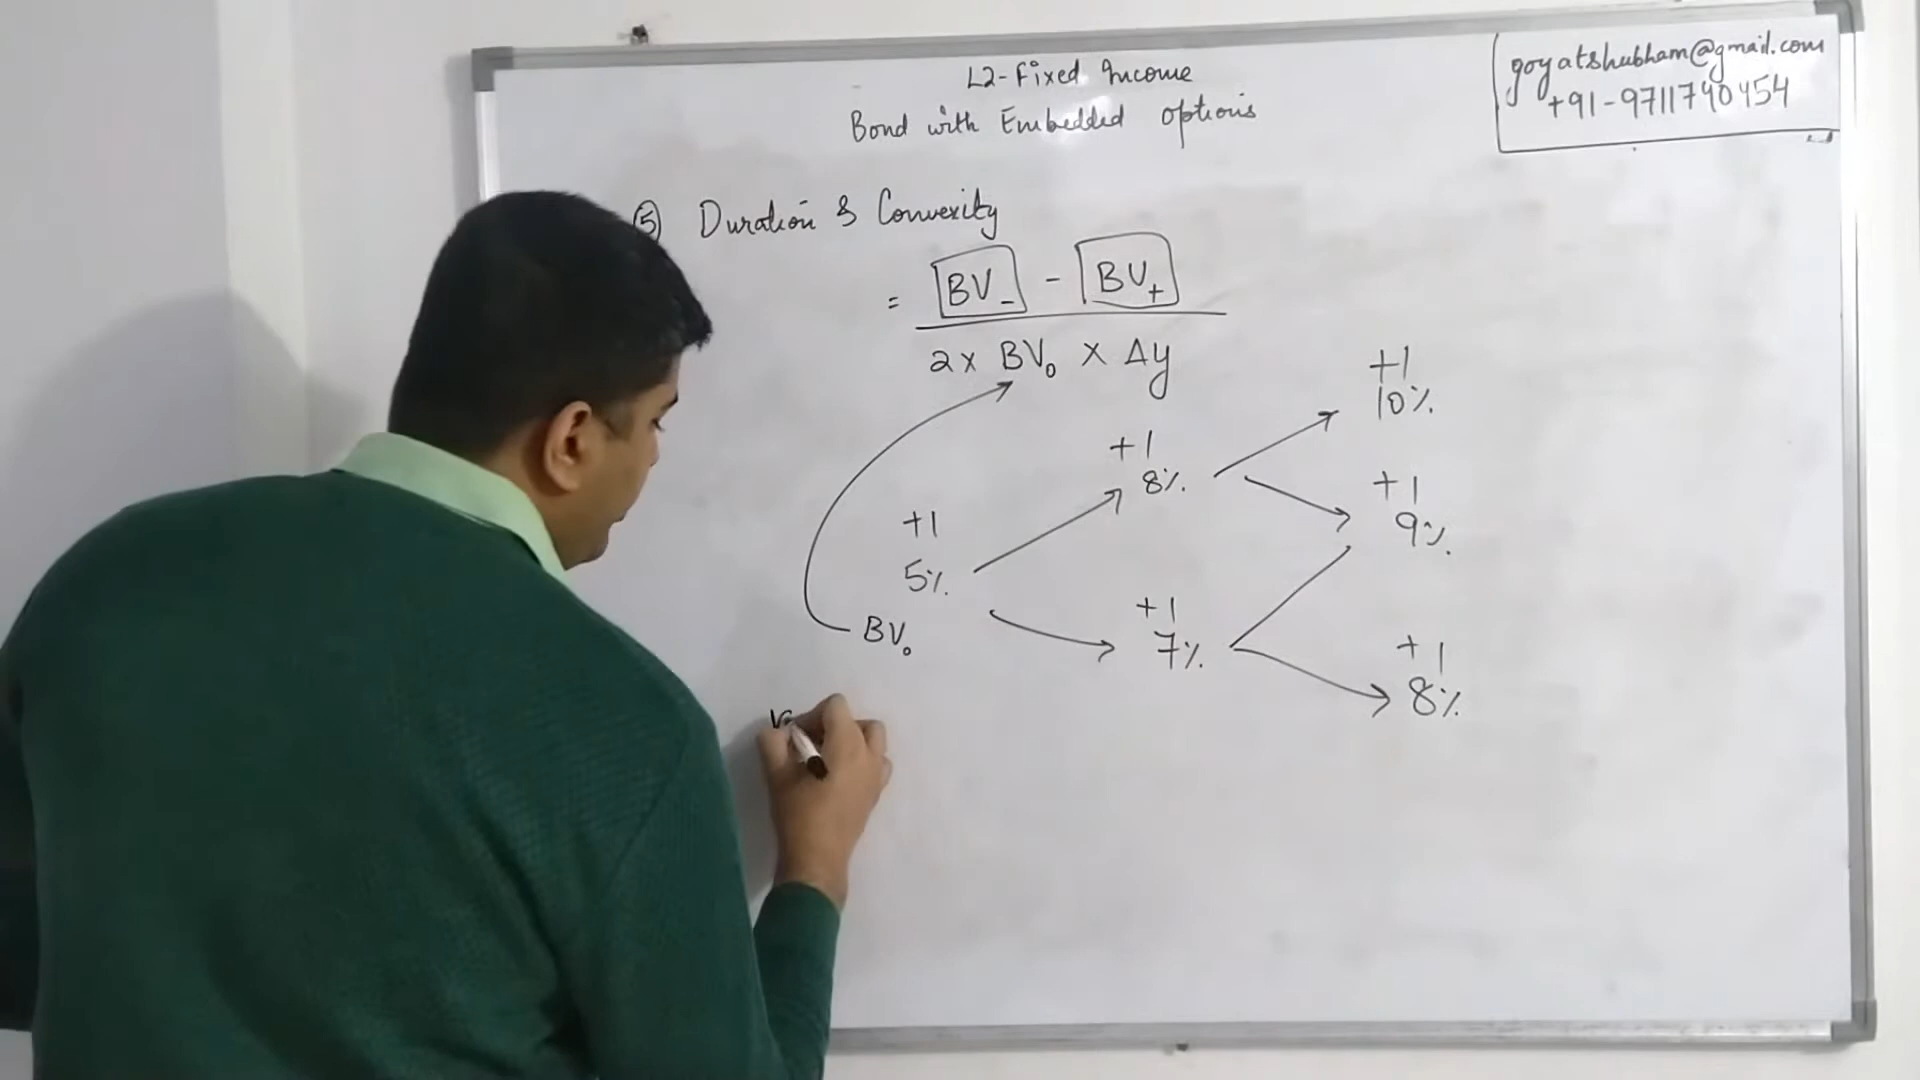 L2-Fixed Income
Bond with Embedded Options
goyatshubham@gmail.com
+91-9711740454
⑤ Duration & Convexity
= BV₋ - BV₊
2 x BV₀ x Δy
+1
10%
+1
8%
+1
9%
+1
5%
BV₀
+1
7%
+1
8%